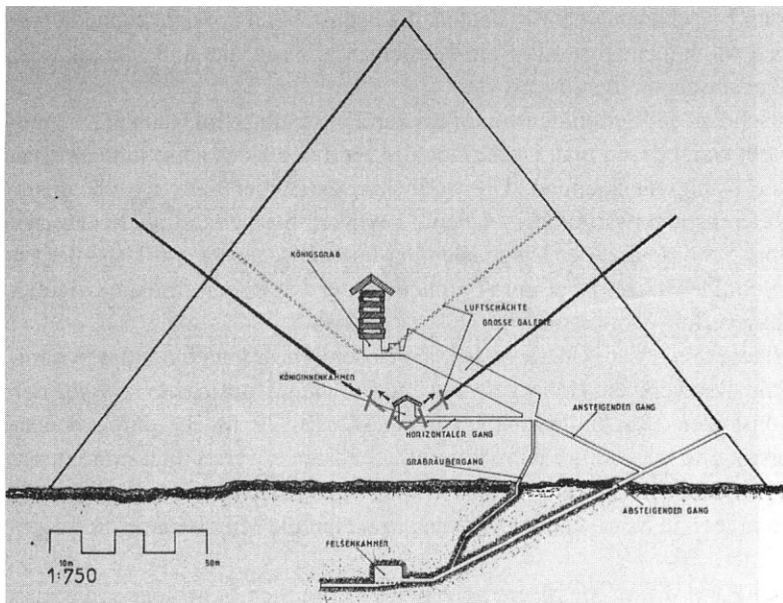 KÖNIGSGRAB
LUFTSCHÄCHTE
GROSSE GALERIE
KÖNIGINNENKAMMER
ANSTEIGENDER GANG
HORIZONTALER GANG
GRABRÄUBERGANG
ABSTEIGENDER GANG
FELSENKAMMER
10m 50m
1:750